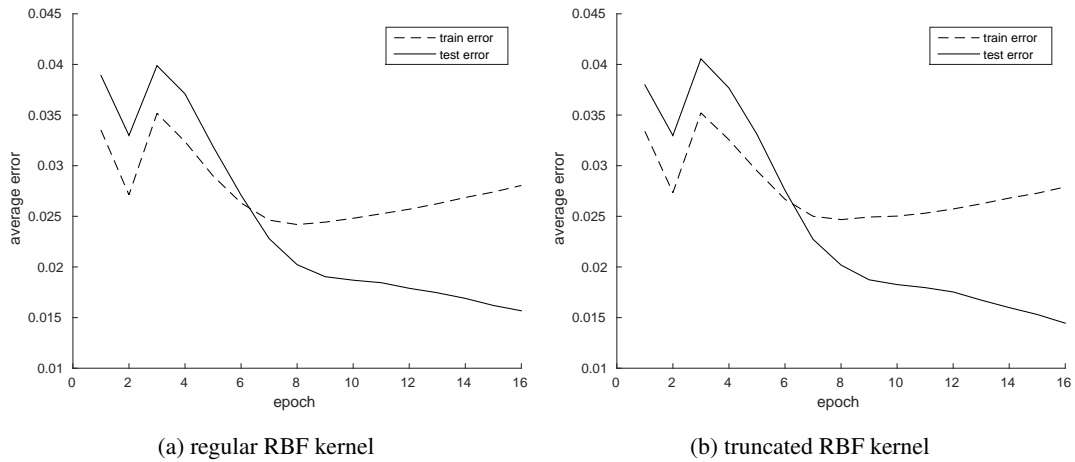 0.045
0.04
0.035
0.03
0.025
0.02
0.015
0.01
average error
train error
test error
0 2 4 6 8 10 12 14 16
epoch
(a) regular RBF kernel
0.045
0.04
0.035
0.03
0.025
0.02
0.015
0.01
average error
train error
test error
0 2 4 6 8 10 12 14 16
epoch
(b) truncated RBF kernel